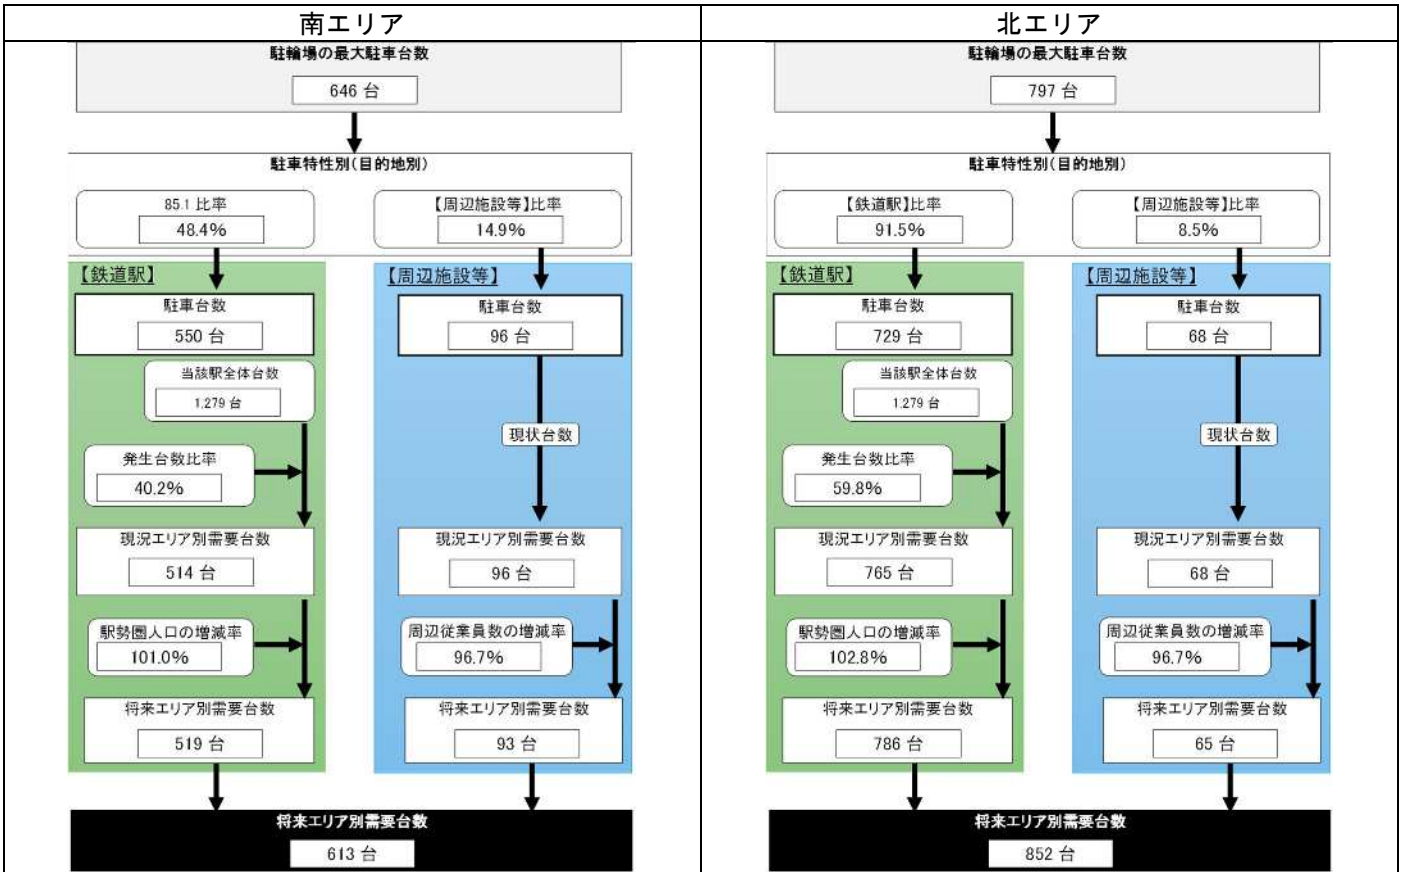 南エリア
駐輪場の最大駐車台数
646 台
駐車特性別(目的地別)
85.1 比率
48.4%
【周辺施設等】比率
14.9%
【鉄道駅】
駐車台数
550 台
当該駅全体台数
1,279 台
発生台数比率
40.2%
現況エリア別需要台数
514 台
駅勢圏人口の増減率
101.0%
将来エリア別需要台数
519 台
【周辺施設等】
駐車台数
96 台
現状台数
現況エリア別需要台数
96 台
周辺従業員数の増減率
96.7%
将来エリア別需要台数
93 台
将来エリア別需要台数
613 台
北エリア
駐輪場の最大駐車台数
797 台
駐車特性別(目的地別)
【鉄道駅】比率
91.5%
【周辺施設等】比率
8.5%
【鉄道駅】
駐車台数
729 台
当該駅全体台数
1,279 台
発生台数比率
59.8%
現況エリア別需要台数
765 台
駅勢圏人口の増減率
102.8%
将来エリア別需要台数
786 台
【周辺施設等】
駐車台数
68 台
現状台数
現況エリア別需要台数
68 台
周辺従業員数の増減率
96.7%
将来エリア別需要台数
65 台
将来エリア別需要台数
852 台